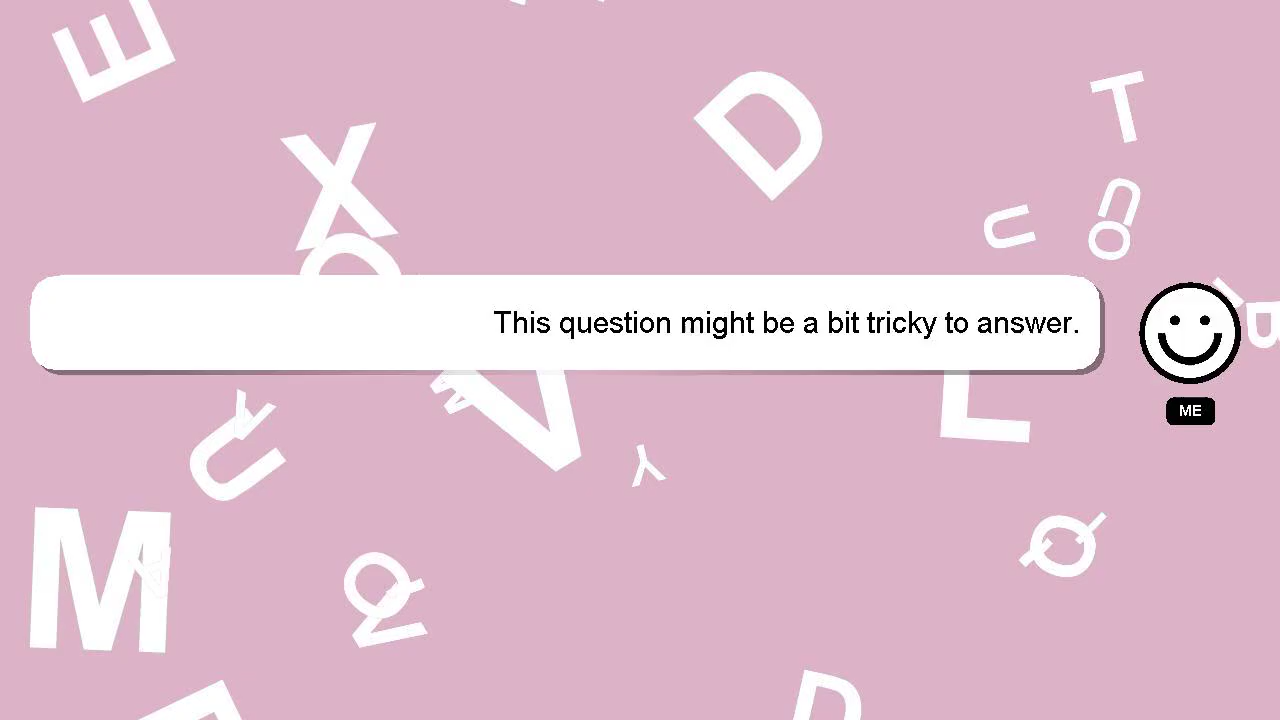 E
X
D
T
U
U
O
This question might be a bit tricky to answer.
ME
B
V
L
Y
U
Y
M
Q
D